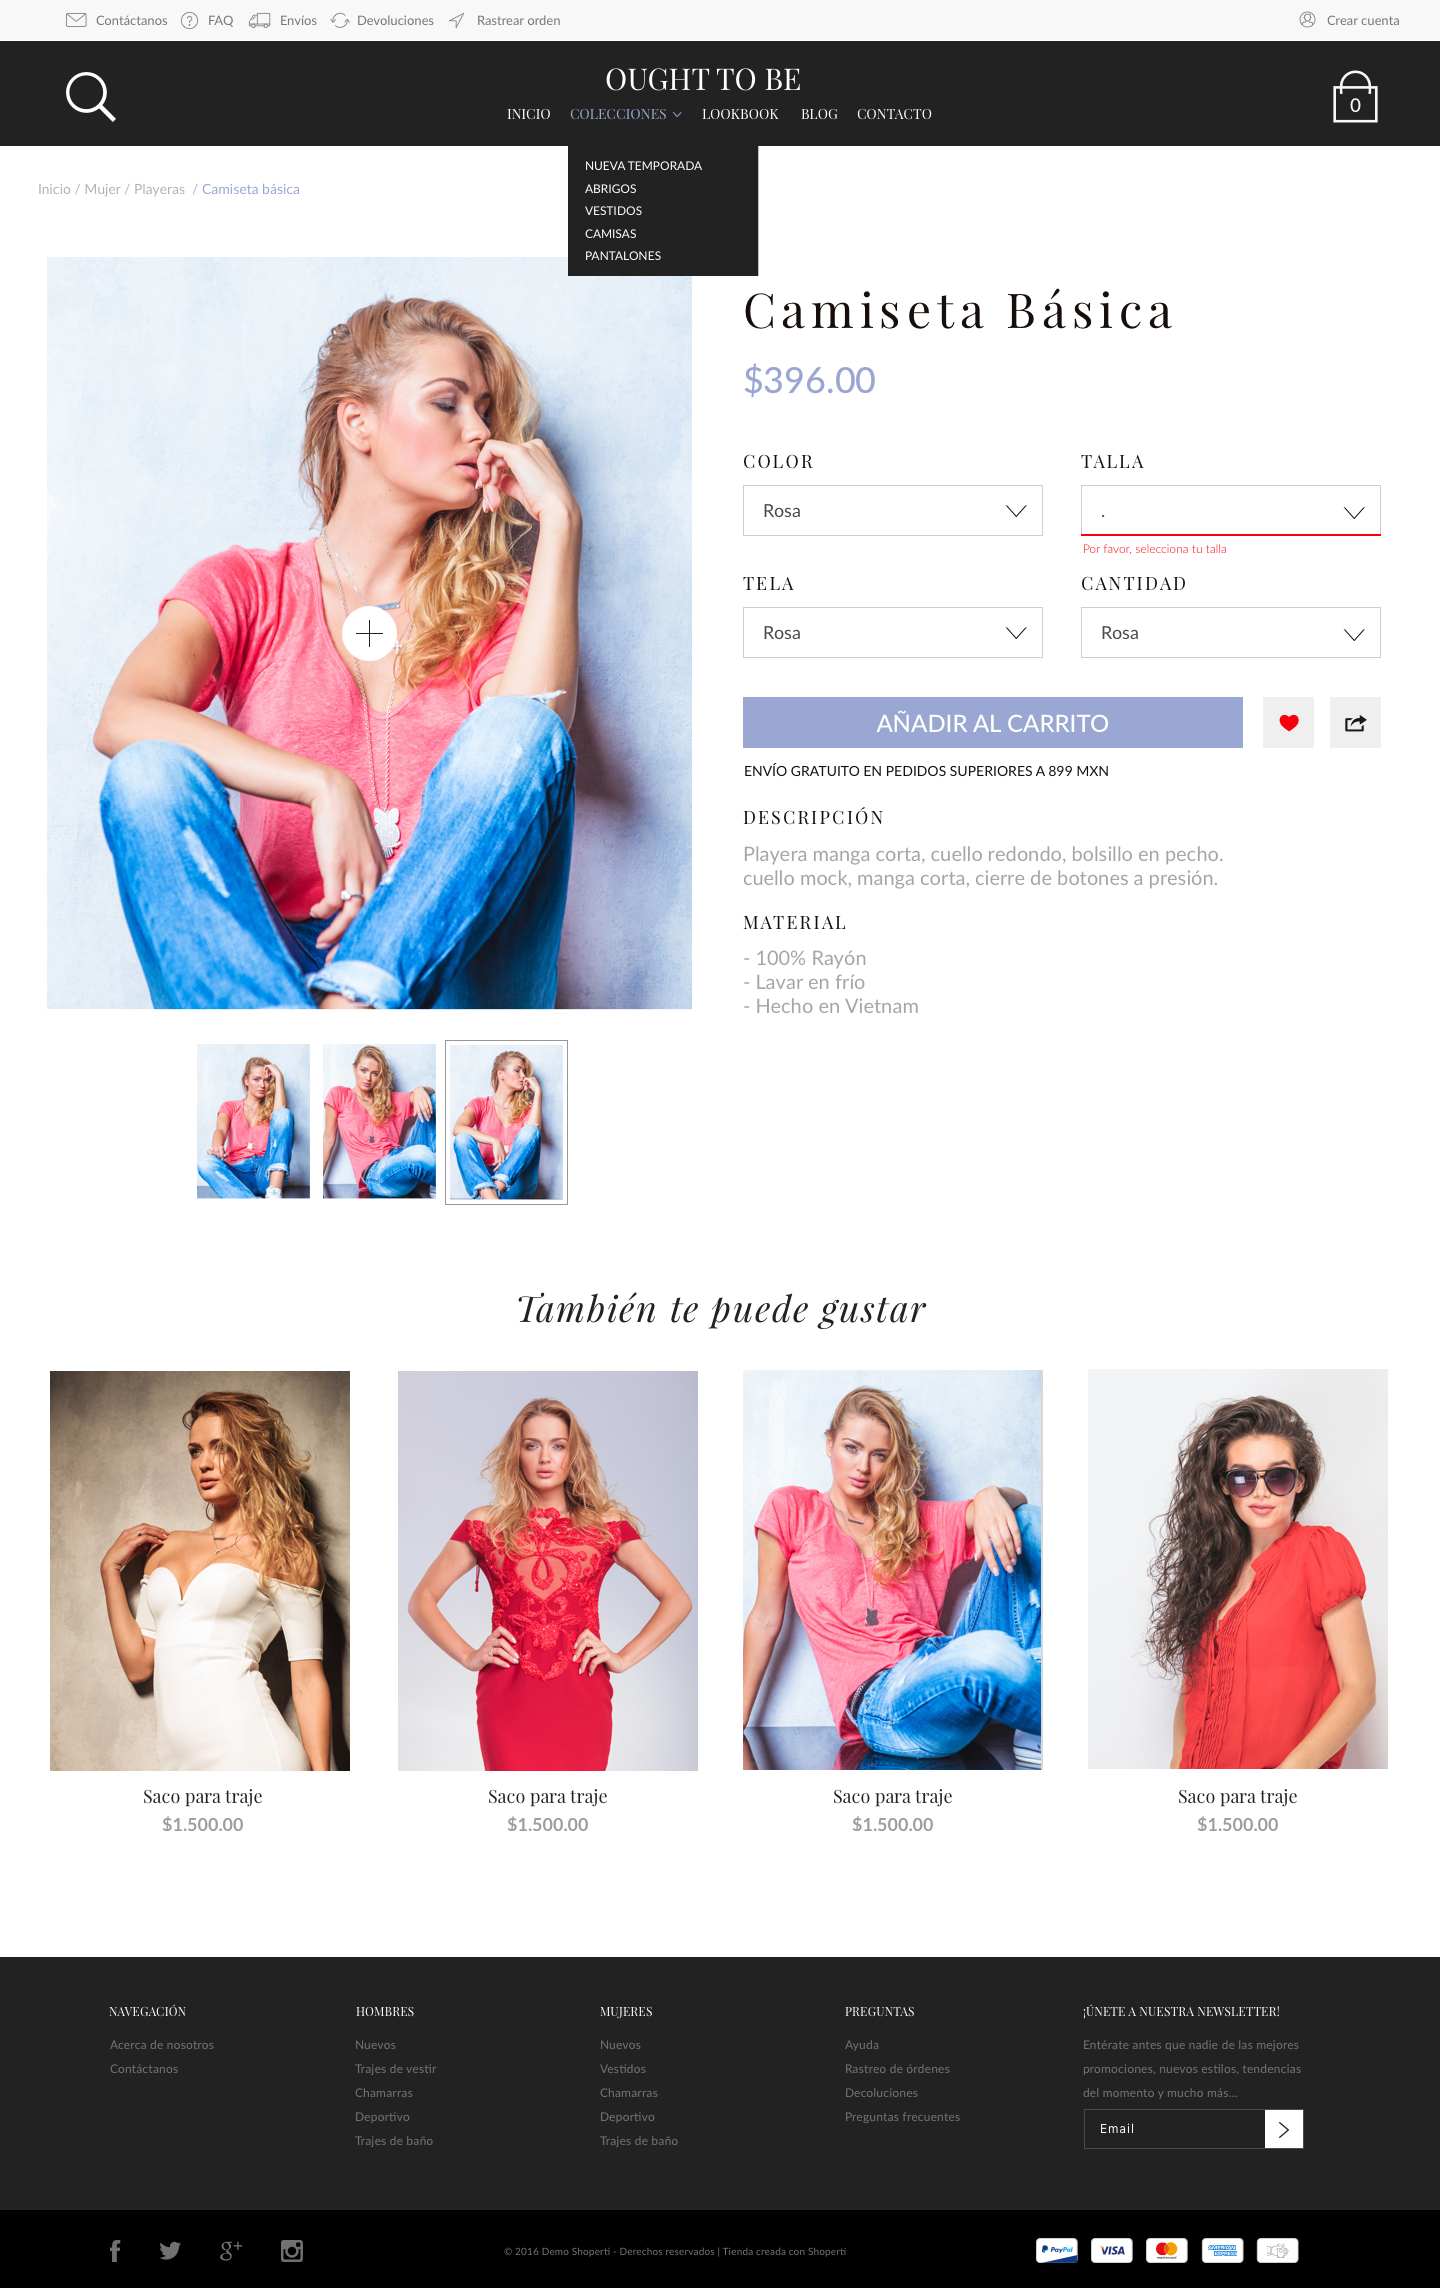 Contáctanos FAQ Envíos Devoluciones Rastrear orden Crear cuenta
OUGHT TO BE
0
INICIO COLECCIONES LOOKBOOK BLOG CONTACTO
NUEVA TEMPORADA
ABRIGOS
VESTIDOS
CAMISAS
PANTALONES
Inicio / Mujer / Playeras / Camiseta básica
Camiseta Básica
$396.00
COLOR TALLA
Rosa .
Por favor, selecciona tu talla
TELA CANTIDAD
Rosa Rosa
AÑADIR AL CARRITO
ENVÍO GRATUITO EN PEDIDOS SUPERIORES A 899 MXN
DESCRIPCIÓN
Playera manga corta, cuello redondo, bolsillo en pecho.
cuello mock, manga corta, cierre de botones a presión.
MATERIAL
- 100% Rayón
- Lavar en frío
- Hecho en Vietnam
También te puede gustar
Saco para traje Saco para traje Saco para traje Saco para traje
$1.500.00 $1.500.00 $1.500.00 $1.500.00
NAVEGACIÓN
Acerca de nosotros
Contáctanos
HOMBRES
Nuevos
Trajes de vestir
Chamarras
Deportivo
Trajes de baño
MUJERES
Nuevos
Vestidos
Chamarras
Deportivo
Trajes de baño
PREGUNTAS
Ayuda
Rastreo de órdenes
Decoluciones
Preguntas frecuentes
¡ÚNETE A NUESTRA NEWSLETTER!
Entérate antes que nadie de las mejores
promociones, nuevos estilos, tendencias
del momento y mucho más...
Email
© 2016 Demo Shoperti - Derechos reservados | Tienda creada con Shoperti
PayPal VISA mastercard AMERICAN EXPRESS